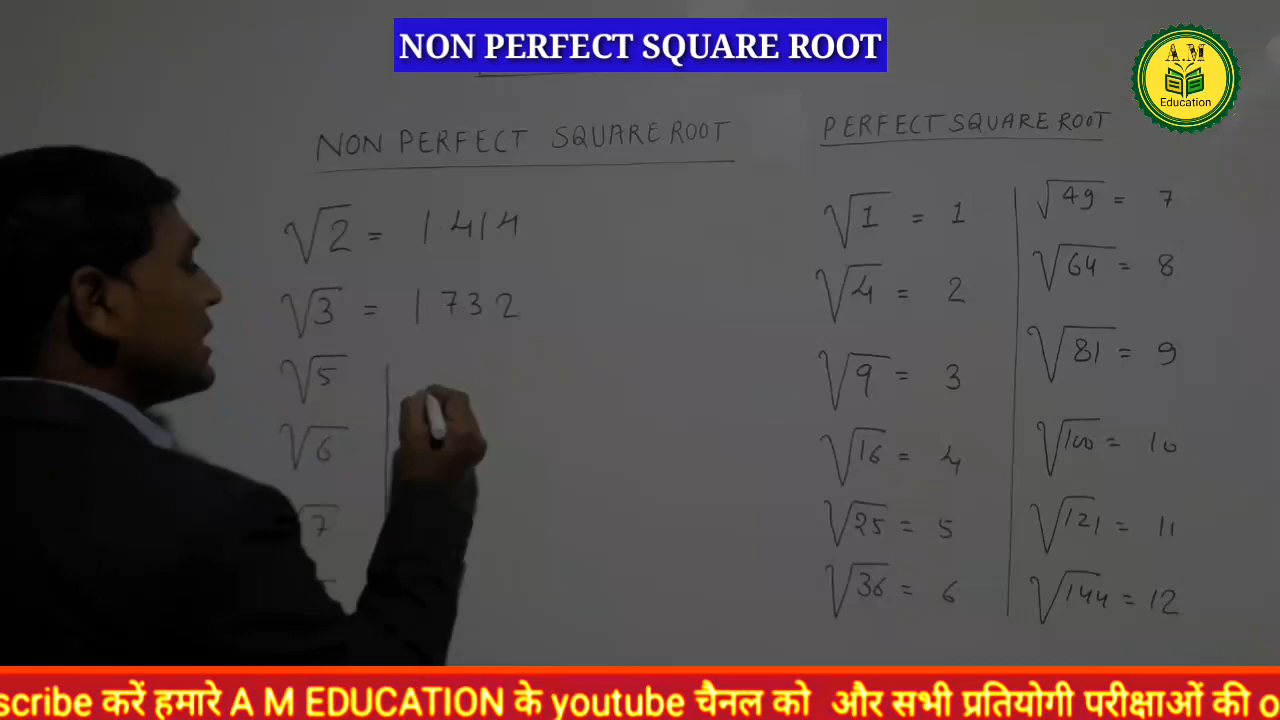 NON PERFECT SQUARE ROOT
A.M
Education
NON PERFECT SQUARE ROOT
√2 = 1.414
√3 = 1 732
√5
√6
√7
PERFECT SQUARE ROOT
√1 = 1
√4 = 2
√9 = 3
√16 = 4
√25 = 5
√36 = 6
√49 = 7
√64 = 8
√81 = 9
√100 = 10
√121 = 11
√144 = 12
scribe करें हमारे A M EDUCATION के youtube चैनल को और सभी प्रतियोगी परीक्षाओं की o